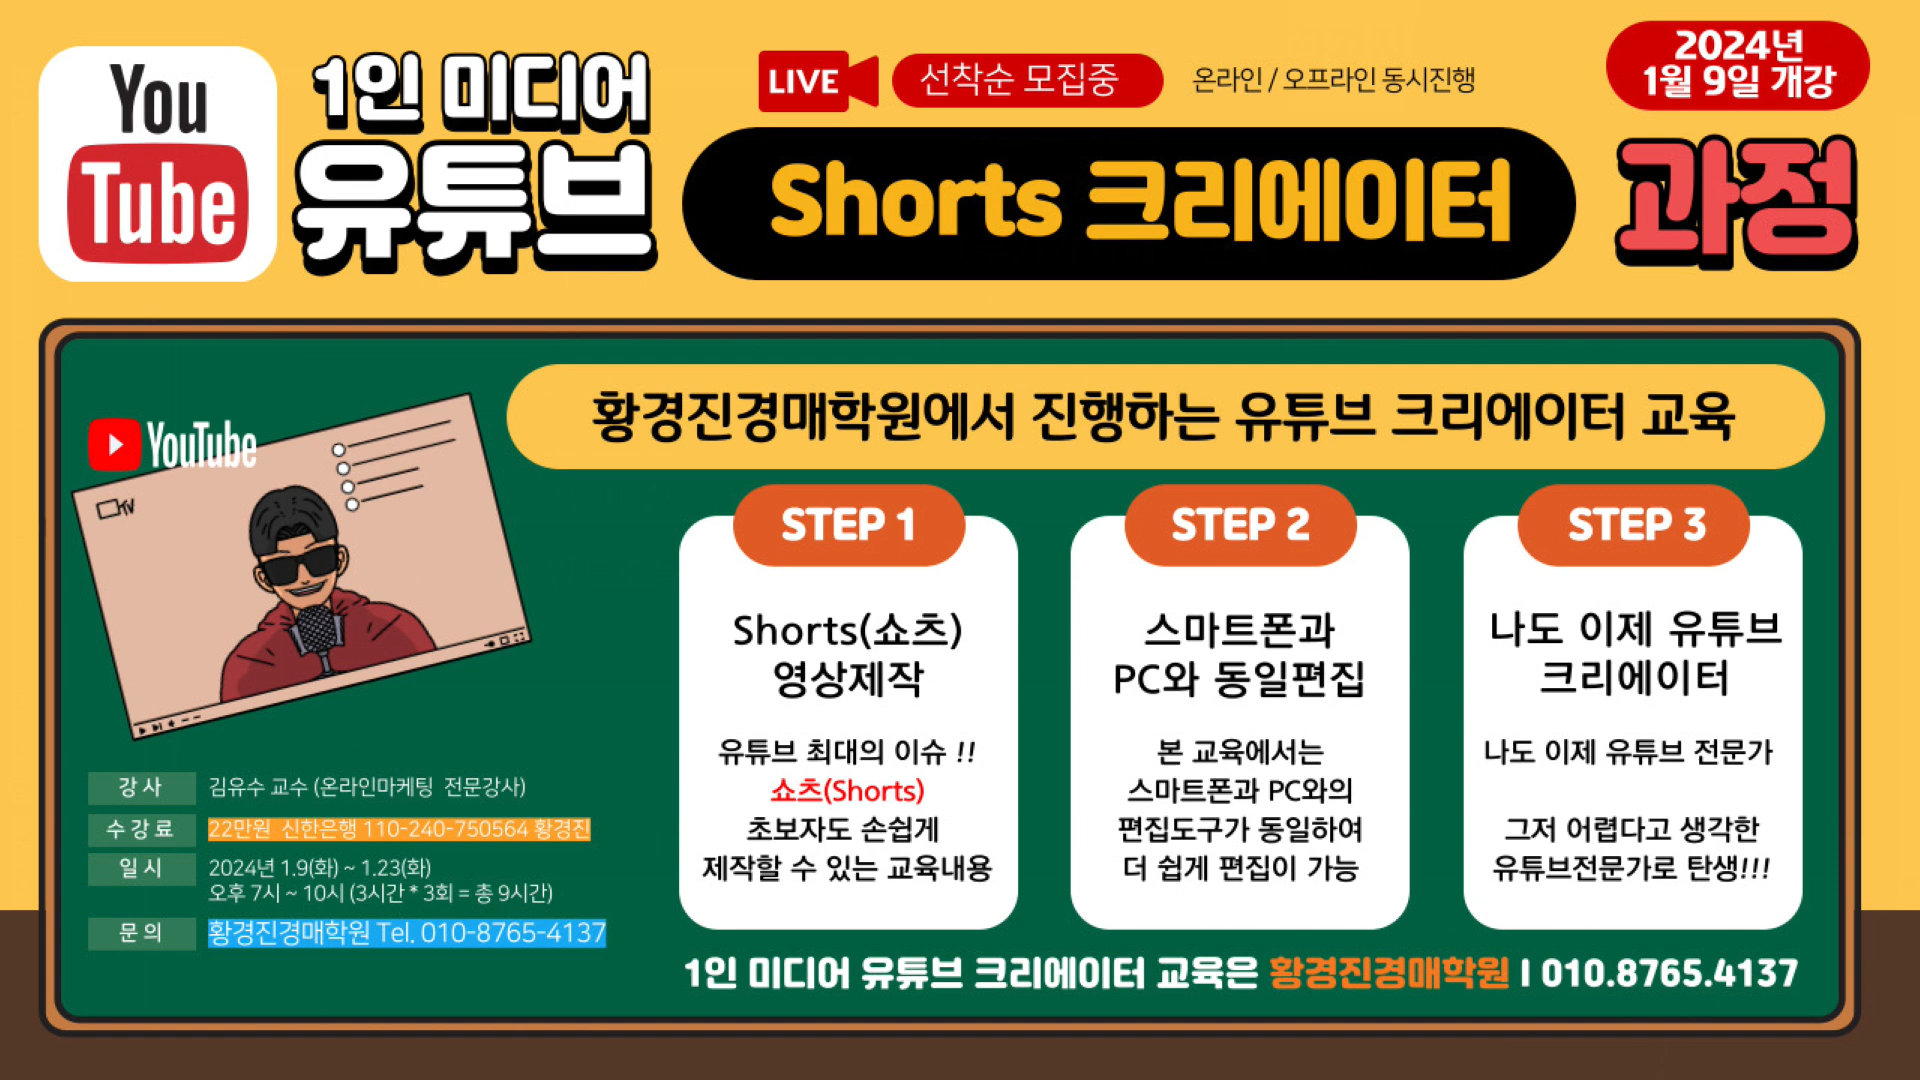 You
Tube
1인 미디어
유튜브
LIVE
선착순 모집중
온라인 / 오프라인 동시진행
2024년
1월 9일 개강
Shorts 크리에이터
과정
황경진경매학원에서 진행하는 유튜브 크리에이터 교육
YouTube
TV
강 사
김유수 교수 (온라인마케팅 전문강사)
수 강 료
22만원 신한은행 110-240-750564 황경진
일 시
2024년 1.9(화) ~ 1.23(화)
오후 7시 ~ 10시 (3시간 * 3회 = 총 9시간)
문 의
황경진경매학원 Tel. 010-8765-4137
STEP 1
Shorts(쇼츠)
영상제작
유튜브 최대의 이슈 !!
쇼츠(Shorts)
초보자도 손쉽게
제작할 수 있는 교육내용
STEP 2
스마트폰과
PC와 동일편집
본 교육에서는
스마트폰과 PC와의
편집도구가 동일하여
더 쉽게 편집이 가능
STEP 3
나도 이제 유튜브
크리에이터
나도 이제 유튜브 전문가
그저 어렵다고 생각한
유튜브전문가로 탄생!!!
1인 미디어 유튜브 크리에이터 교육은 황경진경매학원 I 010.8765.4137